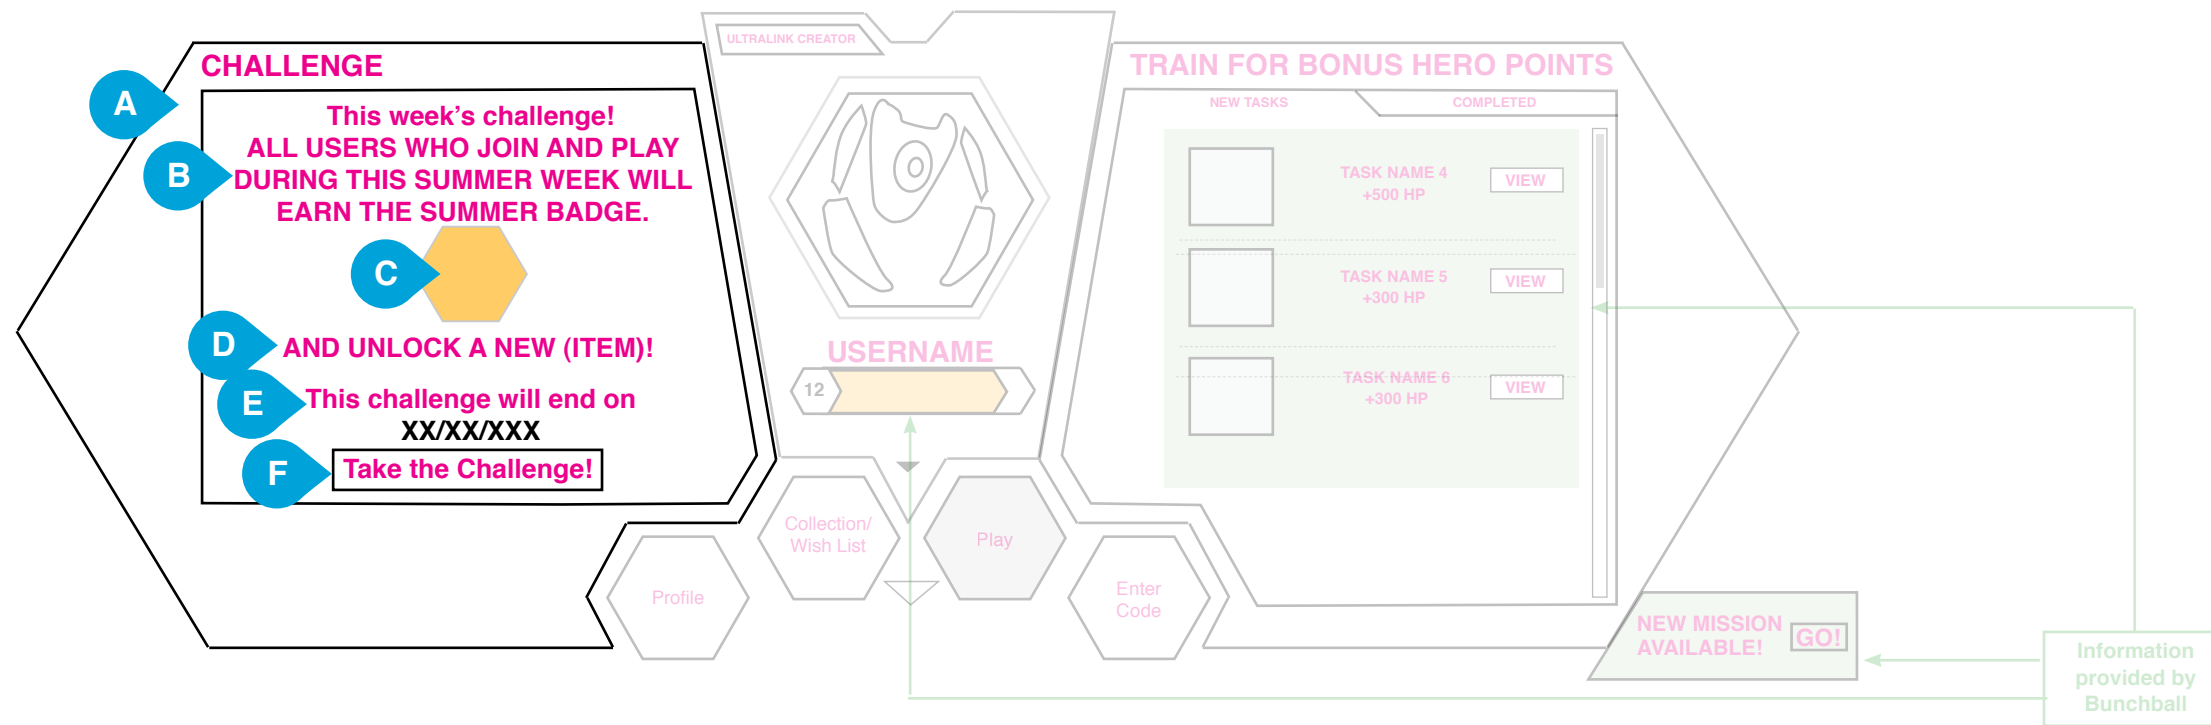 CHALLENGE
A
This week's challenge!
B
ALL USERS WHO JOIN AND PLAY
DURING THIS SUMMER WEEK WILL
EARN THE SUMMER BADGE.
C
D
AND UNLOCK A NEW (ITEM)!
E
This challenge will end on
XX/XX/XXX
F
Take the Challenge!
ULTRALINK CREATOR
USERNAME
12
Profile
Collection/
Wish List
Play
Enter
Code
TRAIN FOR BONUS HERO POINTS
NEW TASKS
COMPLETED
TASK NAME 4
+500 HP
VIEW
TASK NAME 5
+300 HP
VIEW
TASK NAME 6
+300 HP
VIEW
NEW MISSION
AVAILABLE!
GO!
Information
provided by
Bunchball